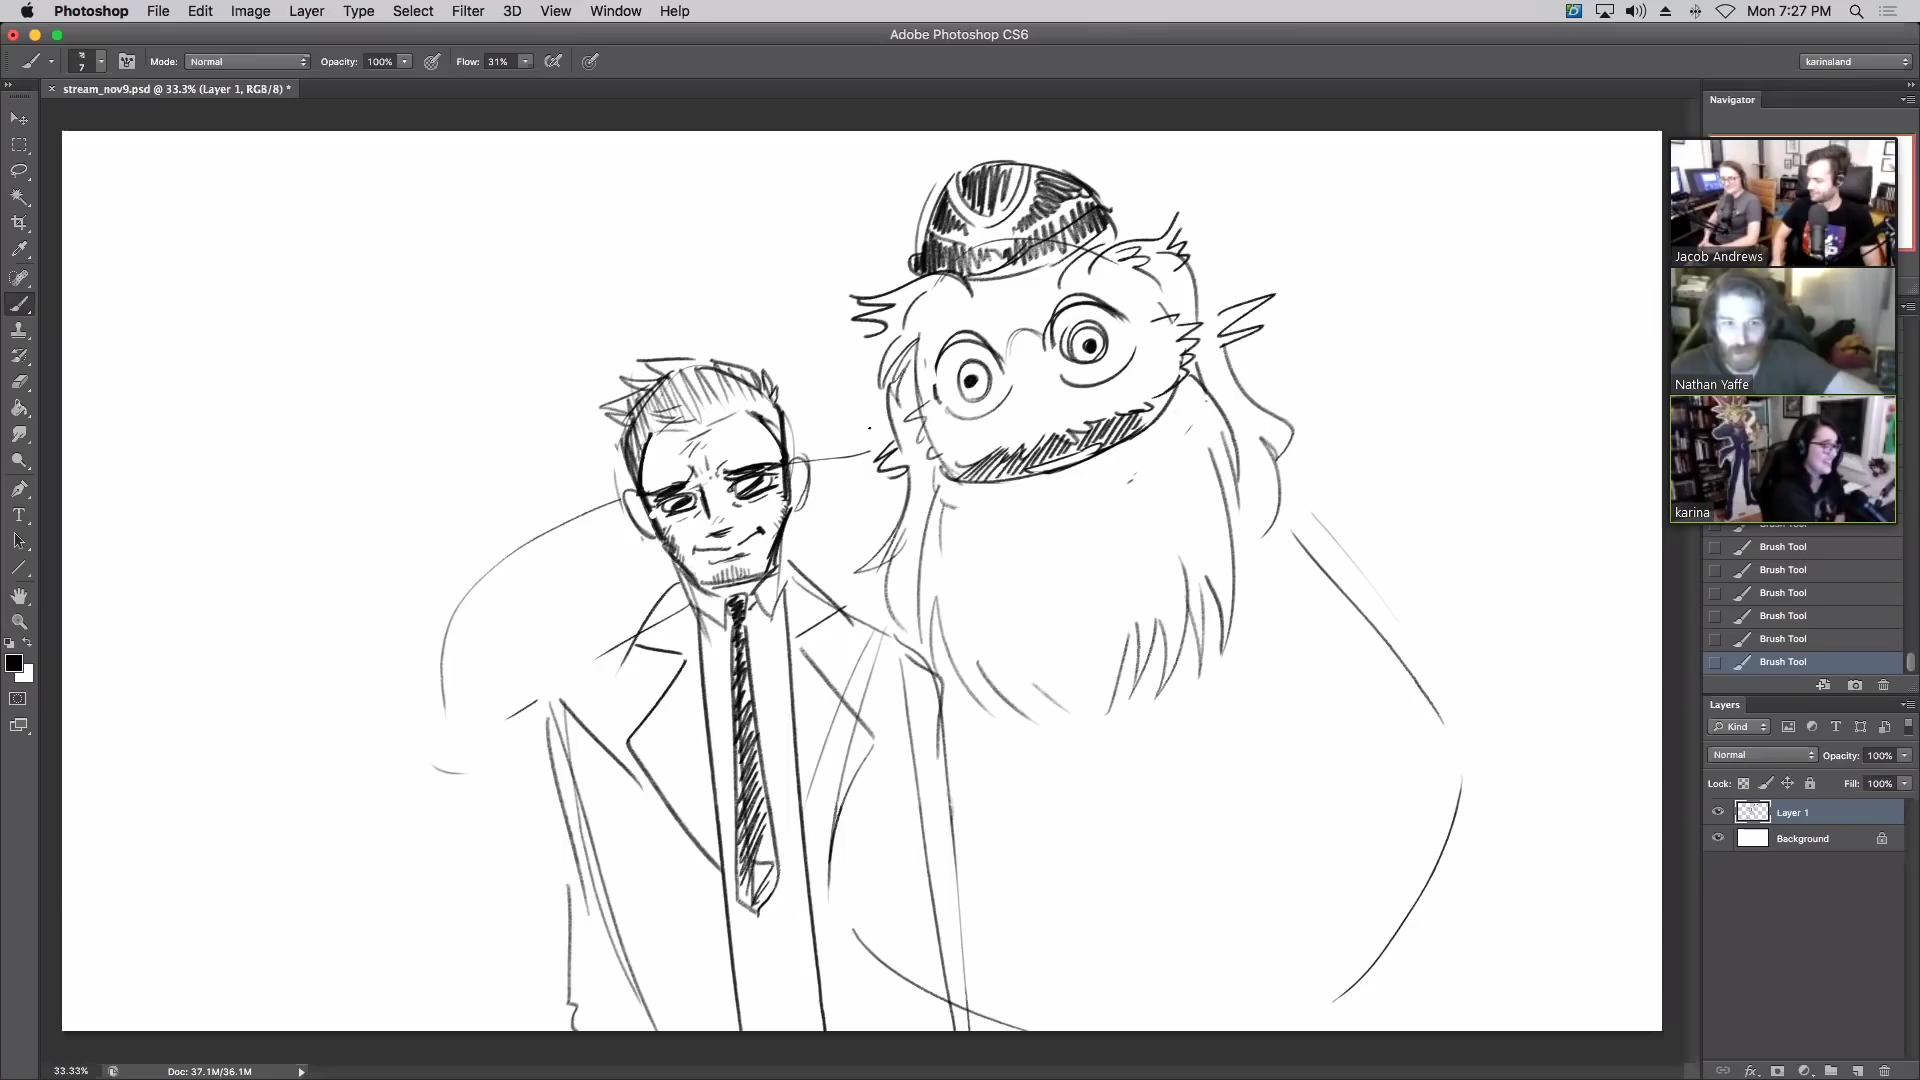 Photoshop File Edit Image Layer Type Select Filter 3D View Window Help Mon 7:27 PM
Adobe Photoshop CS6
7 Mode: Normal Opacity: 100% Flow: 31% karinaland
× stream_nov9.psd @ 33.3% (Layer 1, RGB/8) *
Navigator
Jacob Andrews
Nathan Yaffe
karina
Brush Tool
Brush Tool
Brush Tool
Brush Tool
Brush Tool
Brush Tool
Brush Tool
Layers
Kind
Normal Opacity: 100%
Lock: Fill: 100%
Layer 1
Background
33.33% Doc: 37.1M/36.1M